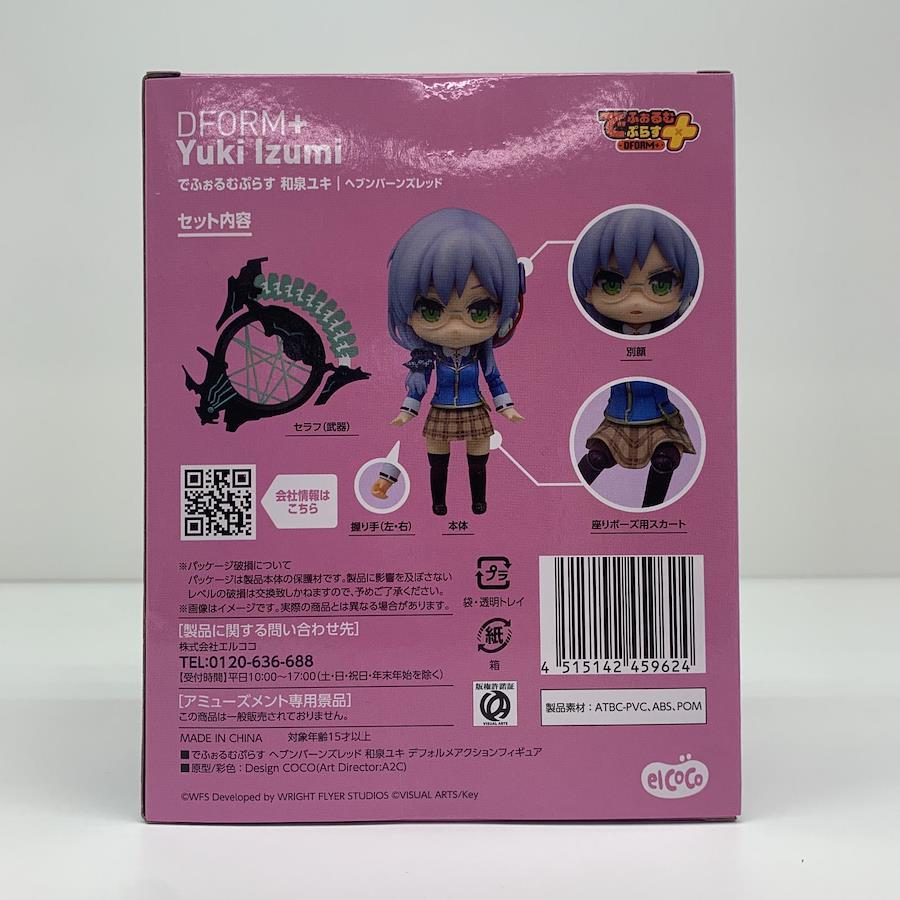 DFORM+
Yuki Izumi
でふぉるむぷらす 和泉ユキ｜ヘブンバーンズレッド
でふぉるむぷらす
DFORM+
セット内容
別顔
セラフ（武器）
会社情報は
こちら
握り手（左・右）
本体
座りポーズ用スカート
※パッケージ破損について
パッケージは製品本体の保護材です。製品に影響を及ぼさない
レベルの破損は交換致しかねますので、予めご了承ください。
※画像はイメージです。実際の商品とは異なる場合があります。
[製品に関する問い合わせ先]
株式会社エルココ
TEL:0120-636-688
【受付時間】平日10:00～17:00（土・日・祝日・年末年始を除く）
[アミューズメント専用景品]
この商品は一般販売されておりません。
MADE IN CHINA 対象年齢15才以上
■でふぉるむぷらす ヘブンバーンズレッド 和泉ユキ デフォルメアクションフィギュア
■原型/彩色：Design COCO(Art Director:A2C)
©WFS Developed by WRIGHT FLYER STUDIOS ©VISUAL ARTS/Key
プラ
袋・透明トレイ
紙
箱
版権許諾証
VISUAL ARTS
4 515142 459624
製品素材：ATBC-PVC、ABS、POM
elcoco